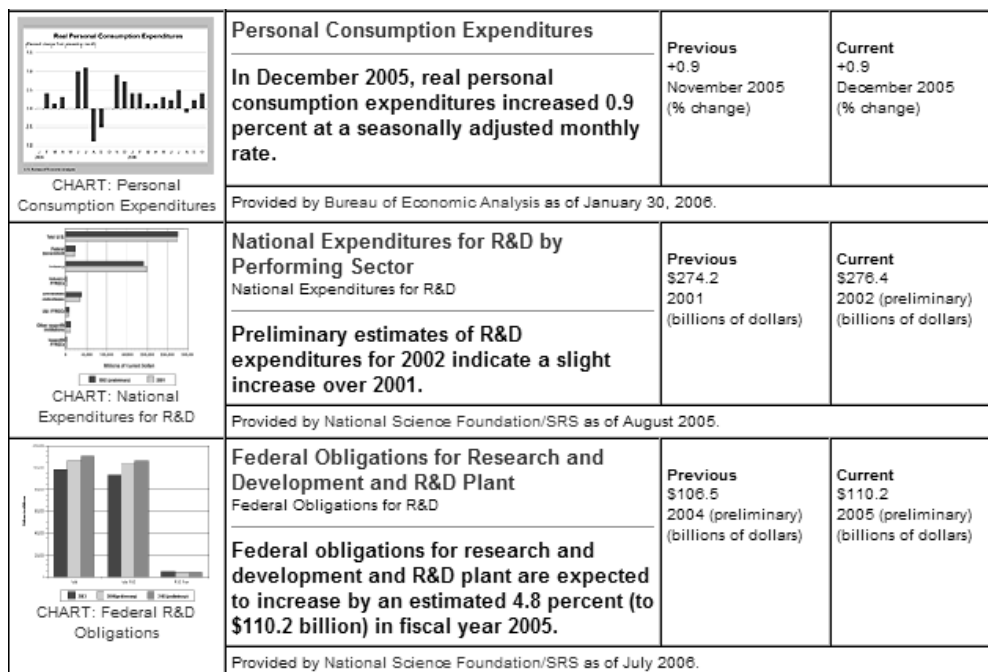 Real Personal Consumption Expenditures
CHART: Personal
Consumption Expenditures
Personal Consumption Expenditures
In December 2005, real personal
consumption expenditures increased 0.9
percent at a seasonally adjusted monthly
rate.
Previous
+0.9
November 2005
(% change)
Current
+0.9
December 2005
(% change)
Provided by Bureau of Economic Analysis as of January 30, 2006.
CHART: National
Expenditures for R&D
National Expenditures for R&D by
Performing Sector
National Expenditures for R&D
Preliminary estimates of R&D
expenditures for 2002 indicate a slight
increase over 2001.
Previous
$274.2
2001
(billions of dollars)
Current
$276.4
2002 (preliminary)
(billions of dollars)
Provided by National Science Foundation/SRS as of August 2005.
CHART: Federal R&D
Obligations
Federal Obligations for Research and
Development and R&D Plant
Federal Obligations for R&D
Federal obligations for research and
development and R&D plant are expected
to increase by an estimated 4.8 percent (to
$110.2 billion) in fiscal year 2005.
Previous
$106.5
2004 (preliminary)
(billions of dollars)
Current
$110.2
2005 (preliminary)
(billions of dollars)
Provided by National Science Foundation/SRS as of July 2006.